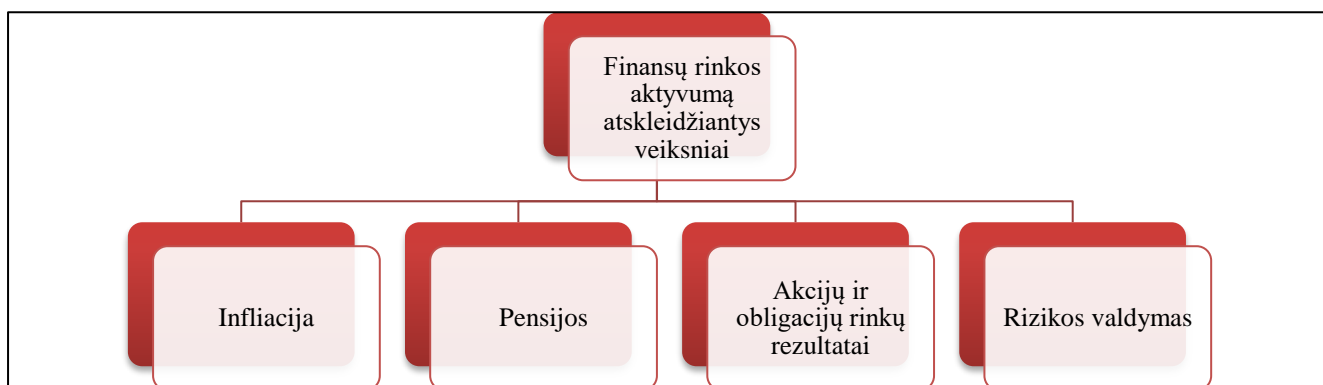 Finansų rinkos
aktyvumą
atskleidžiantys
veiksniai
Infliacija
Pensijos
Akcijų ir
obligacijų rinkų
rezultatai
Rizikos valdymas